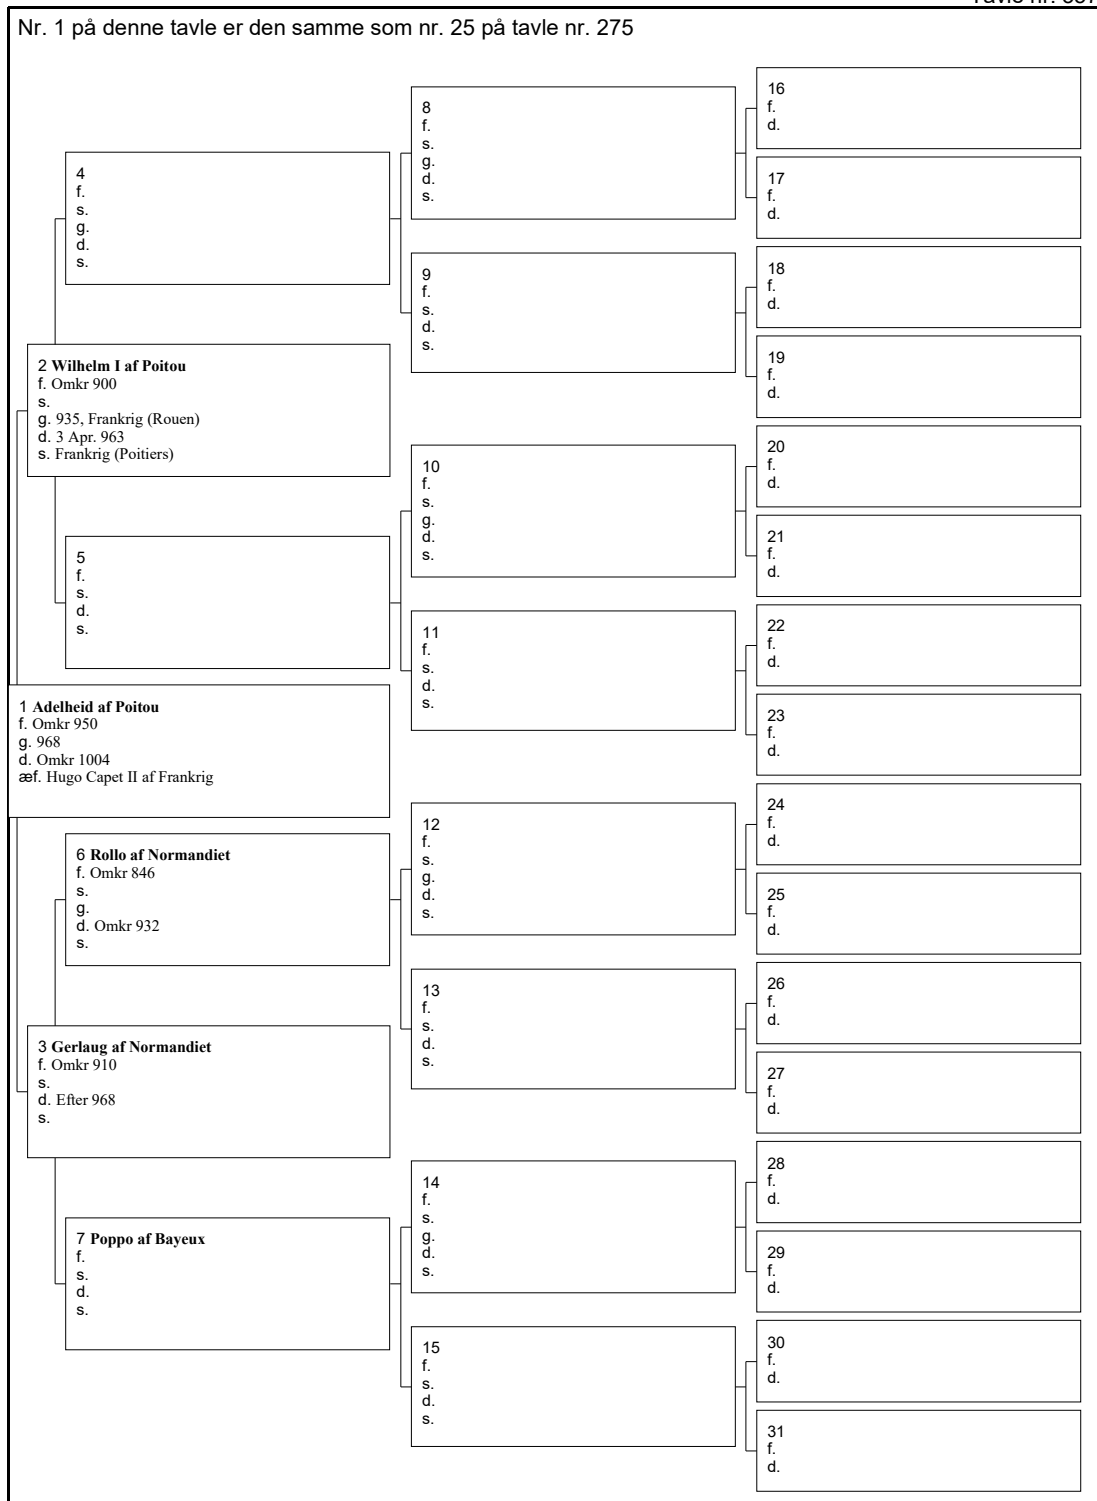 Nr. 1 på denne tavle er den samme som nr. 25 på tavle nr. 275
16
f.
d.
8
f.
s.
g.
d.
s.
17
f.
d.
4
f.
s.
g.
d.
s.
18
f.
d.
9
f.
s.
d.
s.
19
f.
d.
2 Wilhelm I af Poitou
f. Omkr 900
s.
g. 935, Frankrig (Rouen)
d. 3 Apr. 963
s. Frankrig (Poitiers)
20
f.
d.
10
f.
s.
g.
d.
s.
21
f.
d.
5
f.
s.
d.
s.
22
f.
d.
11
f.
s.
d.
s.
23
f.
d.
1 Adelheid af Poitou
f. Omkr 950
g. 968
d. Omkr 1004
æf. Hugo Capet II af Frankrig
24
f.
d.
12
f.
s.
g.
d.
s.
6 Rollo af Normandiet
f. Omkr 846
s.
g.
d. Omkr 932
s.
25
f.
d.
26
f.
d.
13
f.
s.
d.
s.
3 Gerlaug af Normandiet
f. Omkr 910
s.
d. Efter 968
s.
27
f.
d.
28
f.
d.
14
f.
s.
g.
d.
s.
7 Poppo af Bayeux
f.
s.
d.
s.
29
f.
d.
30
f.
d.
15
f.
s.
d.
s.
31
f.
d.